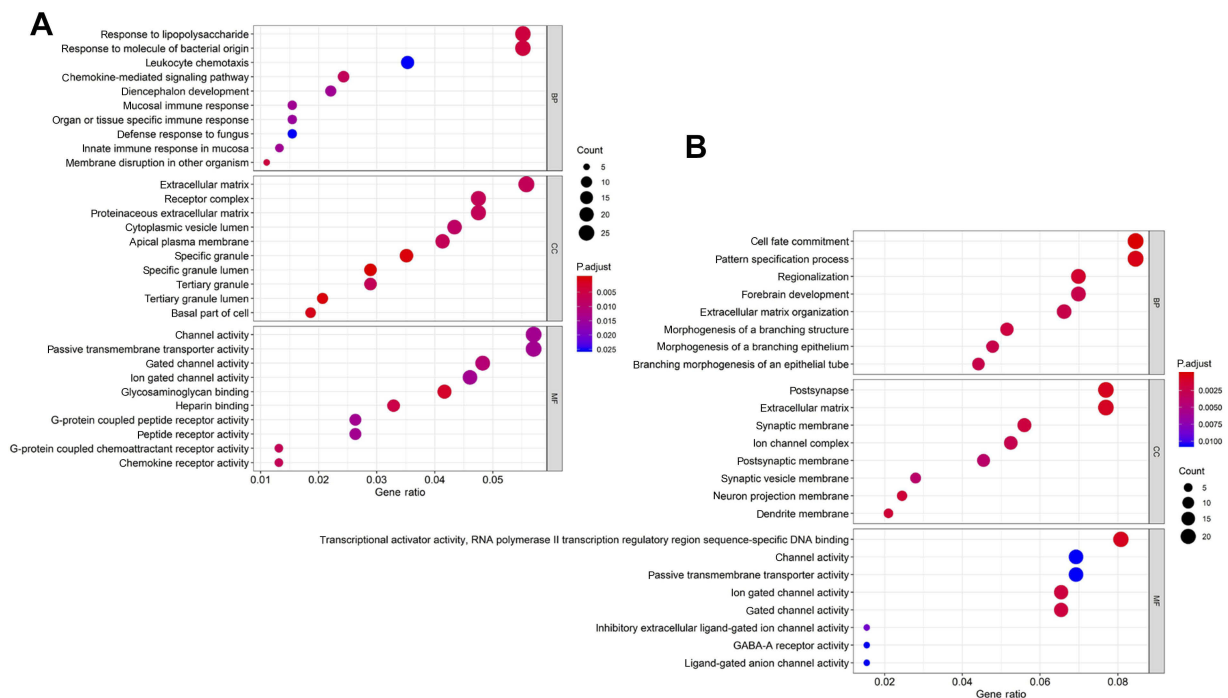 A
Response to lipopolysaccharide
Response to molecule of bacterial origin
Leukocyte chemotaxis
Chemokine-mediated signaling pathway
Diencephalon development
Mucosal immune response
Organ or tissue specific immune response
Defense response to fungus
Innate immune response in mucosa
Membrane disruption in other organism
BP
Extracellular matrix
Receptor complex
Proteinaceous extracellular matrix
Cytoplasmic vesicle lumen
Apical plasma membrane
Specific granule
Specific granule lumen
Tertiary granule
Tertiary granule lumen
Basal part of cell
CC
Channel activity
Passive transmembrane transporter activity
Gated channel activity
Ion gated channel activity
Glycosaminoglycan binding
Heparin binding
G-protein coupled peptide receptor activity
Peptide receptor activity
G-protein coupled chemoattractant receptor activity
Chemokine receptor activity
MF
0.01 0.02 0.03 0.04 0.05
Gene ratio
Count
5
10
15
20
25
P.adjust
0.005
0.010
0.015
0.020
0.025
B
Cell fate commitment
Pattern specification process
Regionalization
Forebrain development
Extracellular matrix organization
Morphogenesis of a branching structure
Morphogenesis of a branching epithelium
Branching morphogenesis of an epithelial tube
BP
Postsynapse
Extracellular matrix
Synaptic membrane
Ion channel complex
Postsynaptic membrane
Synaptic vesicle membrane
Neuron projection membrane
Dendrite membrane
CC
Transcriptional activator activity, RNA polymerase II transcription regulatory region sequence-specific DNA binding
Channel activity
Passive transmembrane transporter activity
Ion gated channel activity
Gated channel activity
Inhibitory extracellular ligand-gated ion channel activity
GABA-A receptor activity
Ligand-gated anion channel activity
MF
0.02 0.04 0.06 0.08
Gene ratio
P.adjust
0.0025
0.0050
0.0075
0.0100
Count
5
10
15
20